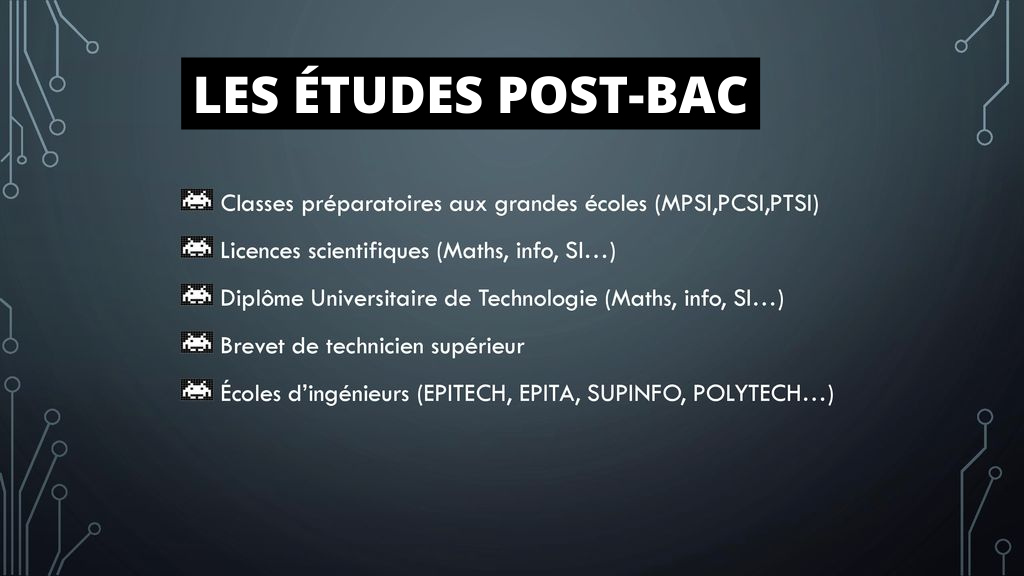 LES ÉTUDES POST-BAC
Classes préparatoires aux grandes écoles (MPSI,PCSI,PTSI)
Licences scientifiques (Maths, info, SI…)
Diplôme Universitaire de Technologie (Maths, info, SI…)
Brevet de technicien supérieur
Écoles d’ingénieurs (EPITECH, EPITA, SUPINFO, POLYTECH…)